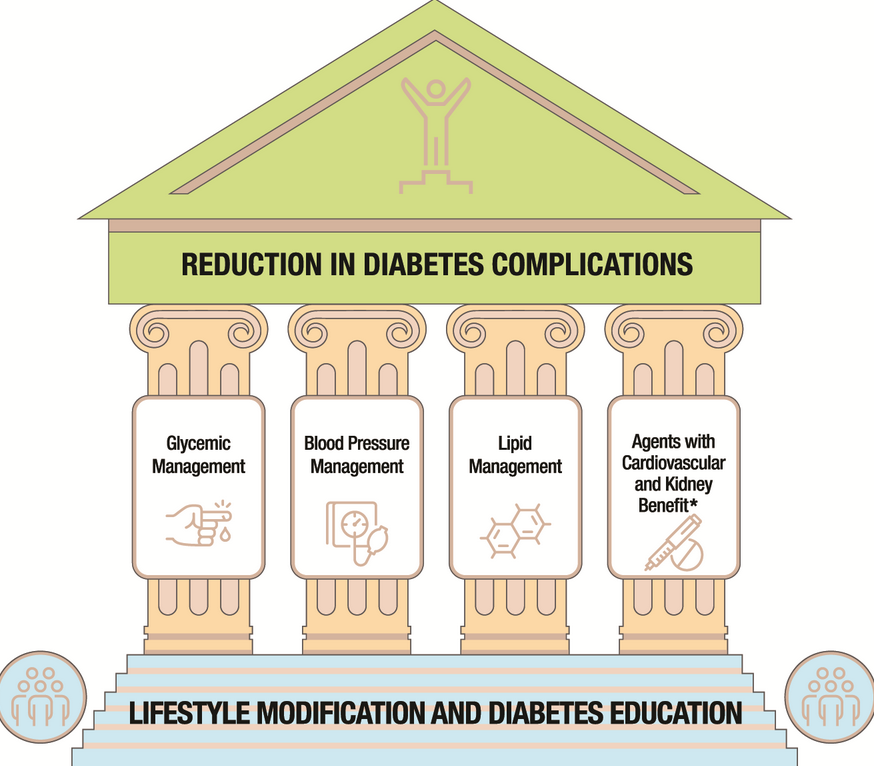 REDUCTION IN DIABETES COMPLICATIONS
Glycemic
Management
Blood Pressure
Management
Lipid
Management
Agents with
Cardiovascular
and Kidney
Benefit*
LIFESTYLE MODIFICATION AND DIABETES EDUCATION